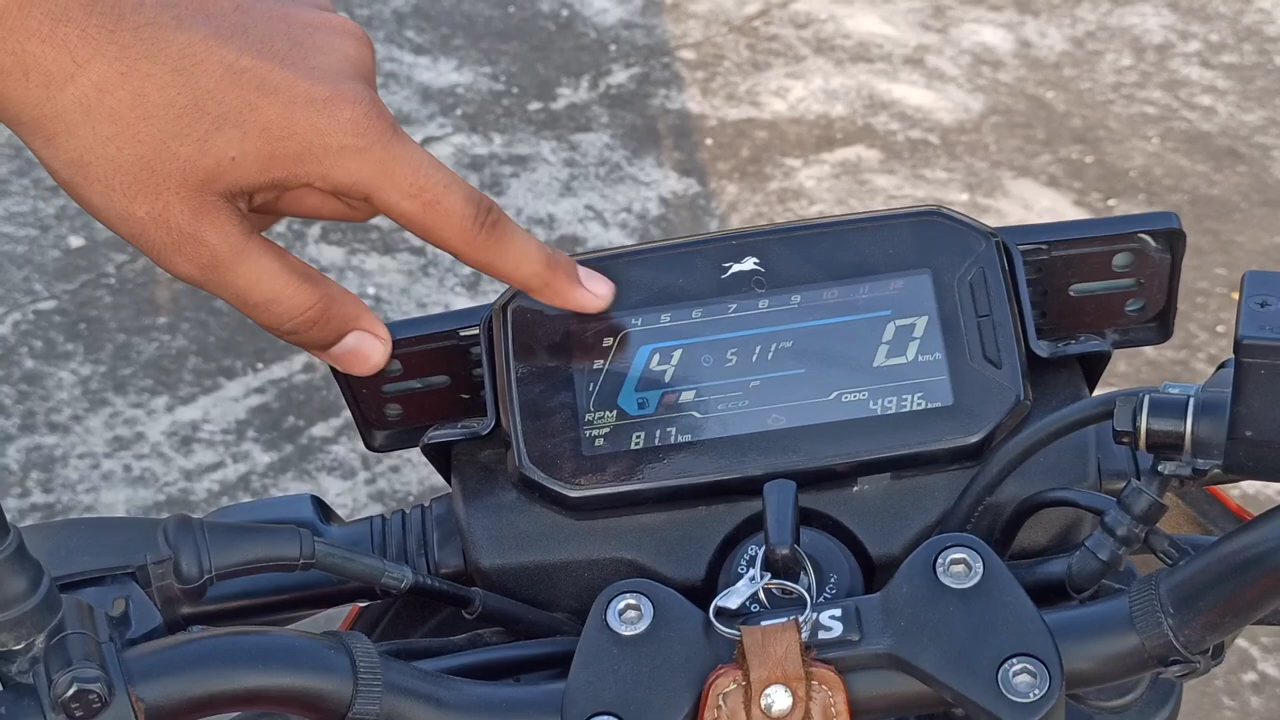 4 5 6 7 8 9 10 11 12
3
2
1
4 5 11 PM
0 km/h
F
ECO
RPM
x1000
ODO 4936 km
TRIP
B 81.7 km
OFF
TVS